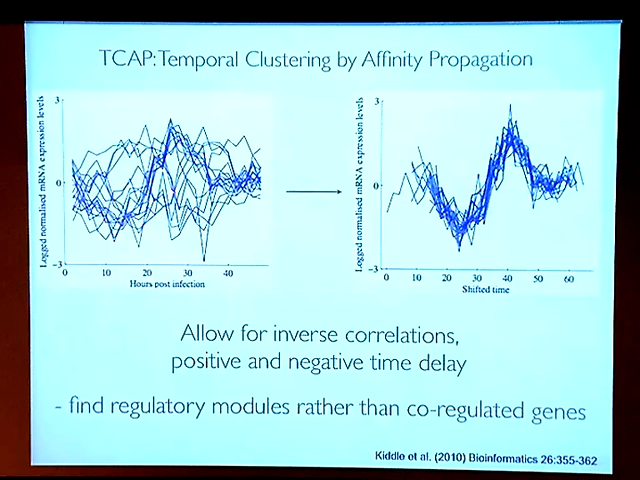 TCAP: Temporal Clustering by Affinity Propagation
Logged normalised mRNA expression levels
3
0
-3
0 10 20 30 40
Hours post infection
Logged normalised mRNA expression levels
3
0
-3
0 10 20 30 40 50 60
Shifted time
Allow for inverse correlations,
positive and negative time delay
- find regulatory modules rather than co-regulated genes
Kiddle et al. (2010) Bioinformatics 26:355-362